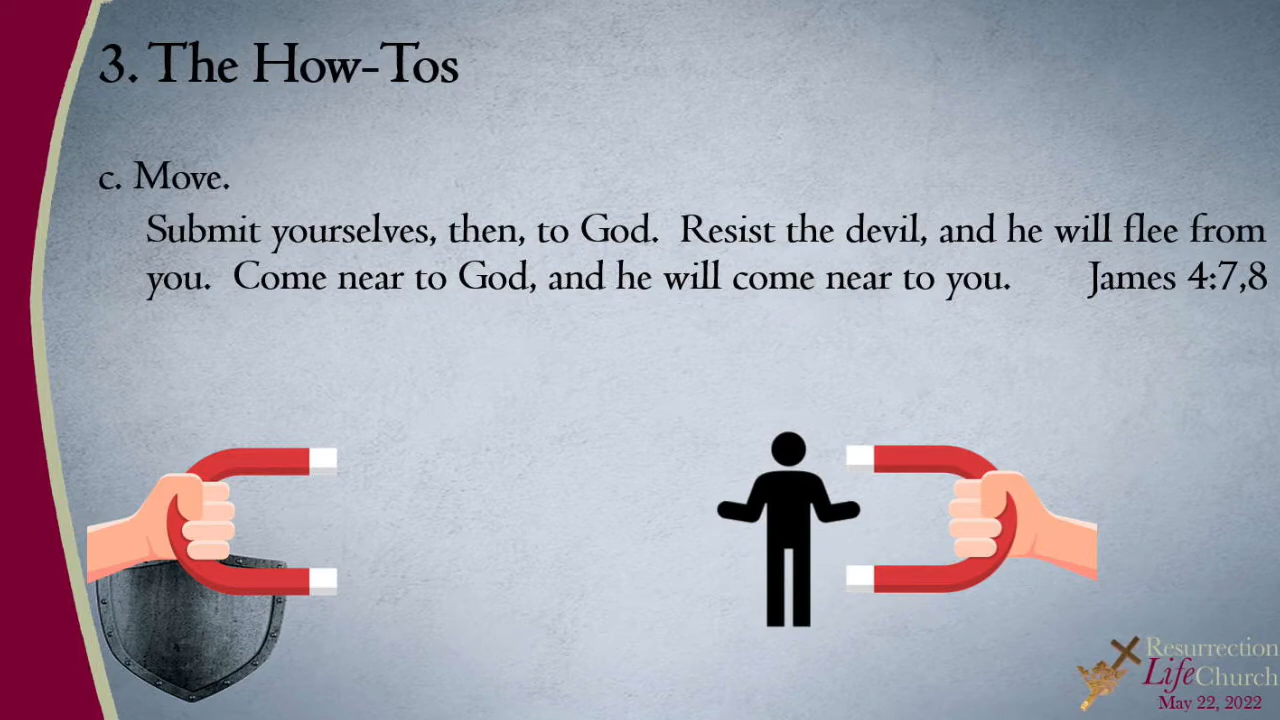 3. The How-Tos
c. Move.
Submit yourselves, then, to God.  Resist the devil, and he will flee from
you.  Come near to God, and he will come near to you.  James 4:7,8
Resurrection
LifeChurch
May 22, 2022